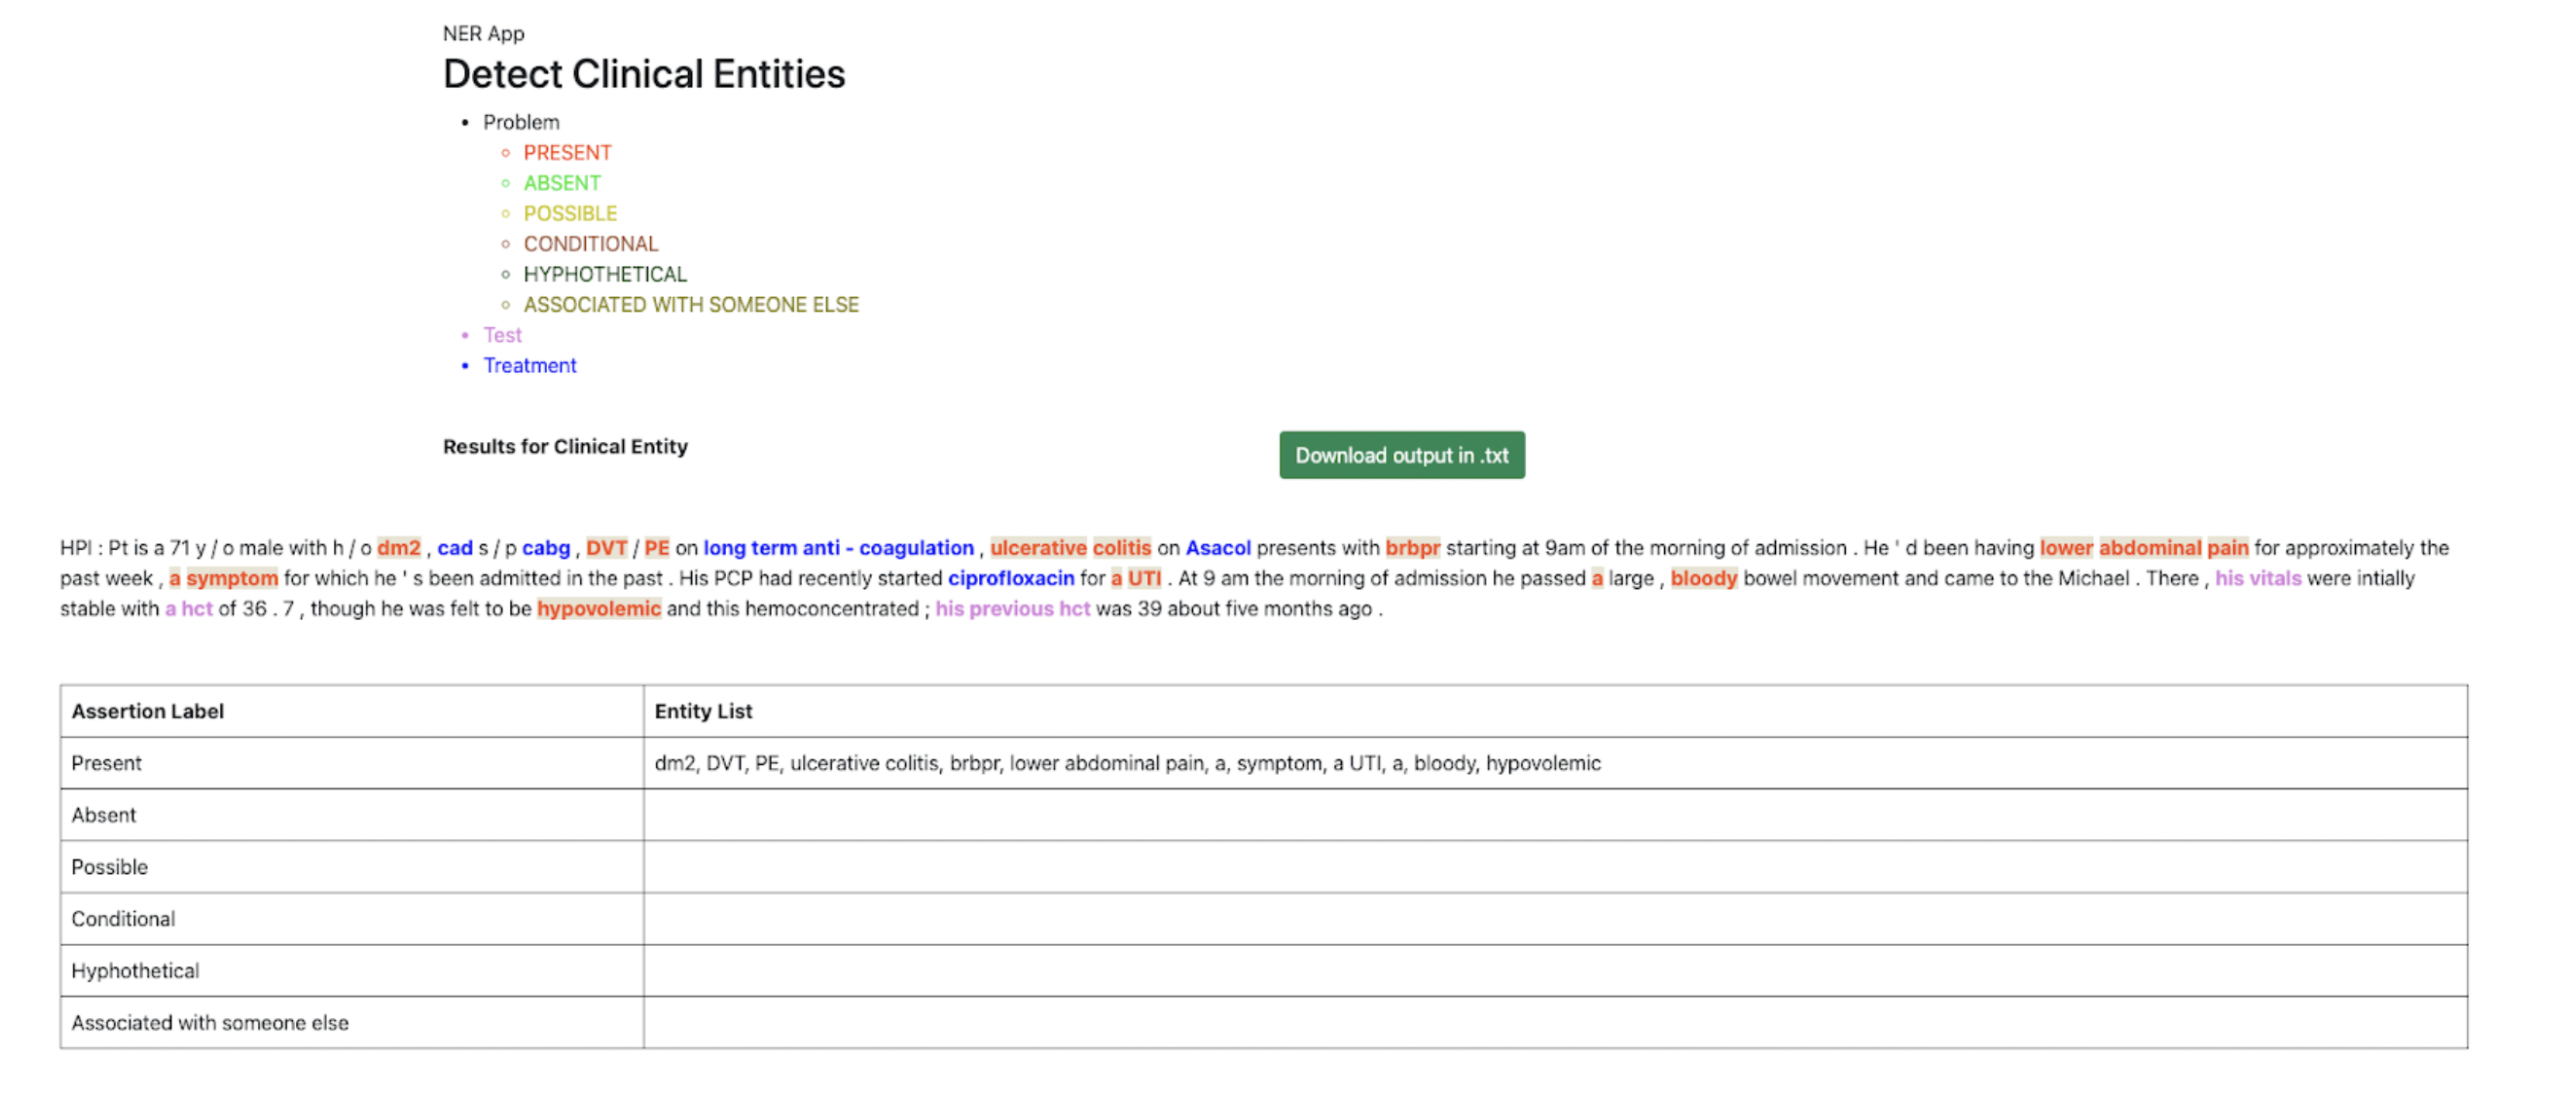 NER App
Detect Clinical Entities
• Problem
◦ PRESENT
◦ ABSENT
◦ POSSIBLE
◦ CONDITIONAL
◦ HYPHOTHETICAL
◦ ASSOCIATED WITH SOMEONE ELSE
• Test
• Treatment
Results for Clinical Entity
Download output in .txt
HPI : Pt is a 71 y / o male with h / o dm2 , cad s / p cabg , DVT / PE on long term anti - coagulation , ulcerative colitis on Asacol presents with brbpr starting at 9am of the morning of admission . He ' d been having lower abdominal pain for approximately the
past week , a symptom for which he ' s been admitted in the past . His PCP had recently started ciprofloxacin for a UTI . At 9 am the morning of admission he passed a large , bloody bowel movement and came to the Michael . There , his vitals were intially
stable with a hct of 36 . 7 , though he was felt to be hypovolemic and this hemoconcentrated ; his previous hct was 39 about five months ago .
Assertion Label Entity List
Present dm2, DVT, PE, ulcerative colitis, brbpr, lower abdominal pain, a, symptom, a UTI, a, bloody, hypovolemic
Absent
Possible
Conditional
Hyphothetical
Associated with someone else